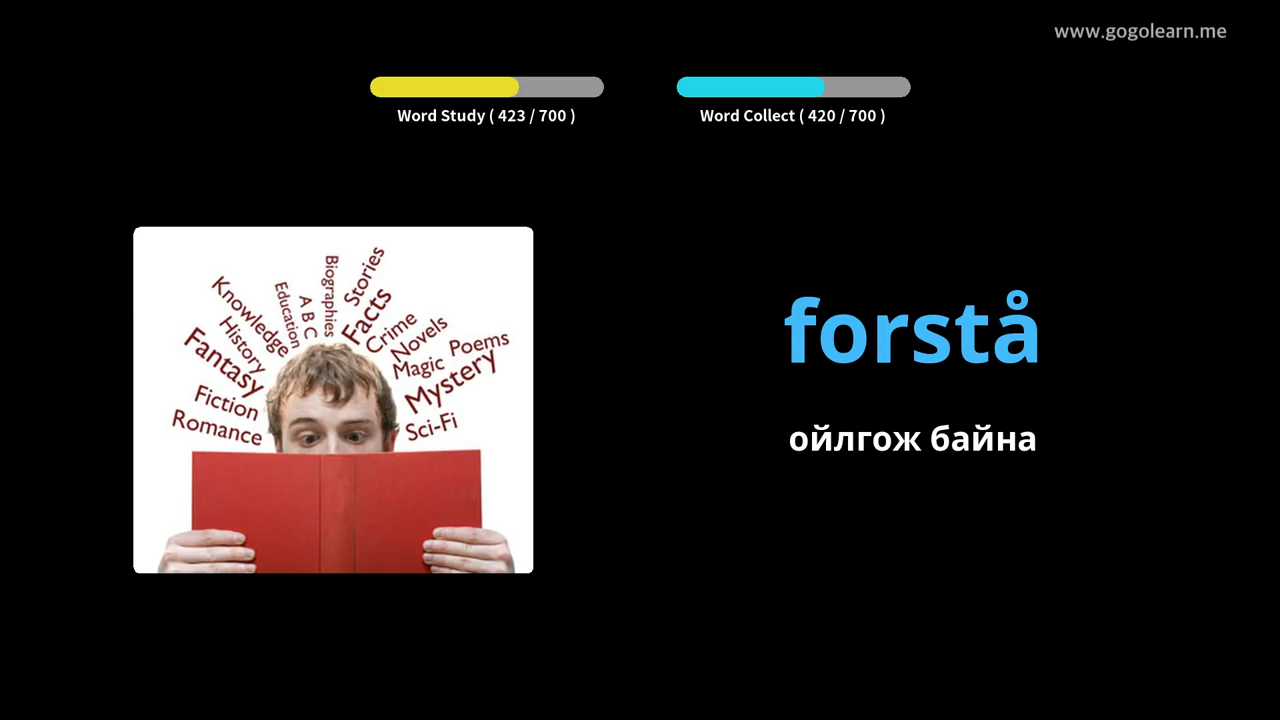 www.gogolearn.me
Word Study ( 423 / 700 )
Word Collect ( 420 / 700 )
Biographies
Stories
Knowledge
Education
A B C
Facts
History
Crime
Novels
Poems
Fantasy
Magic
Mystery
Fiction
Romance
Sci-Fi
forstå
ойлгож байна